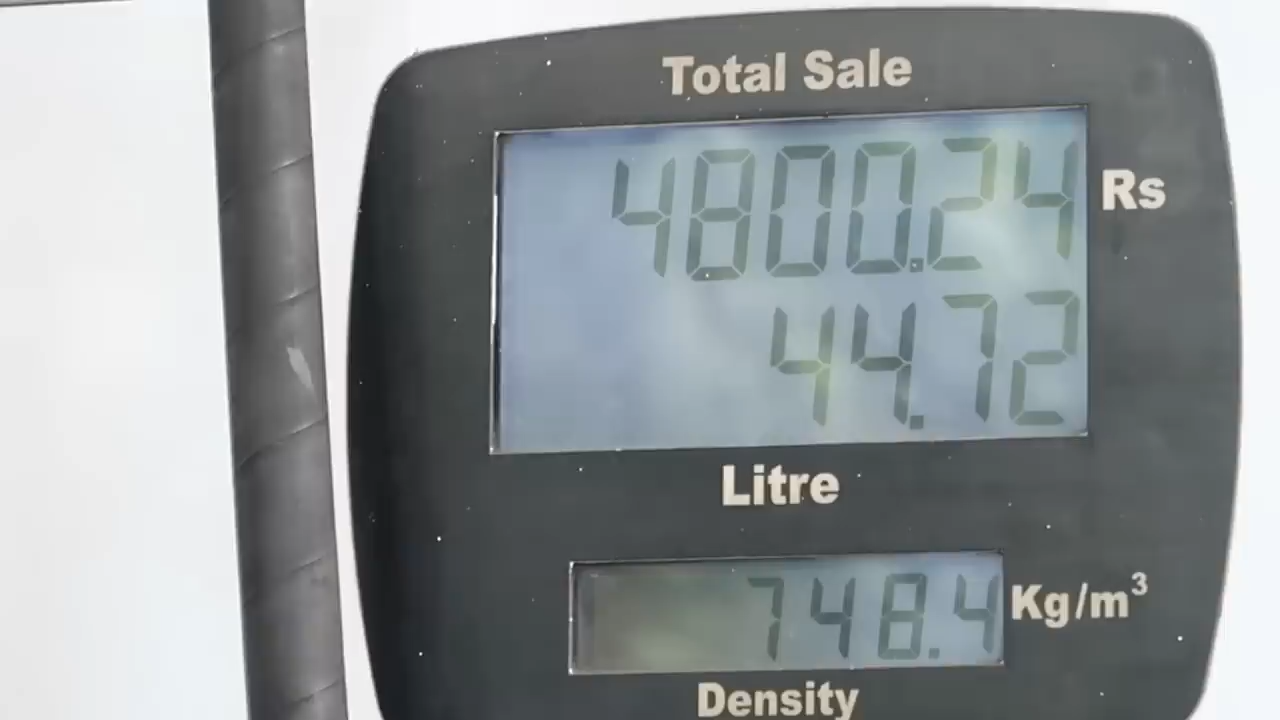 Total Sale
4800.24 Rs
44.72
Litre
748.4 Kg/m³
Density